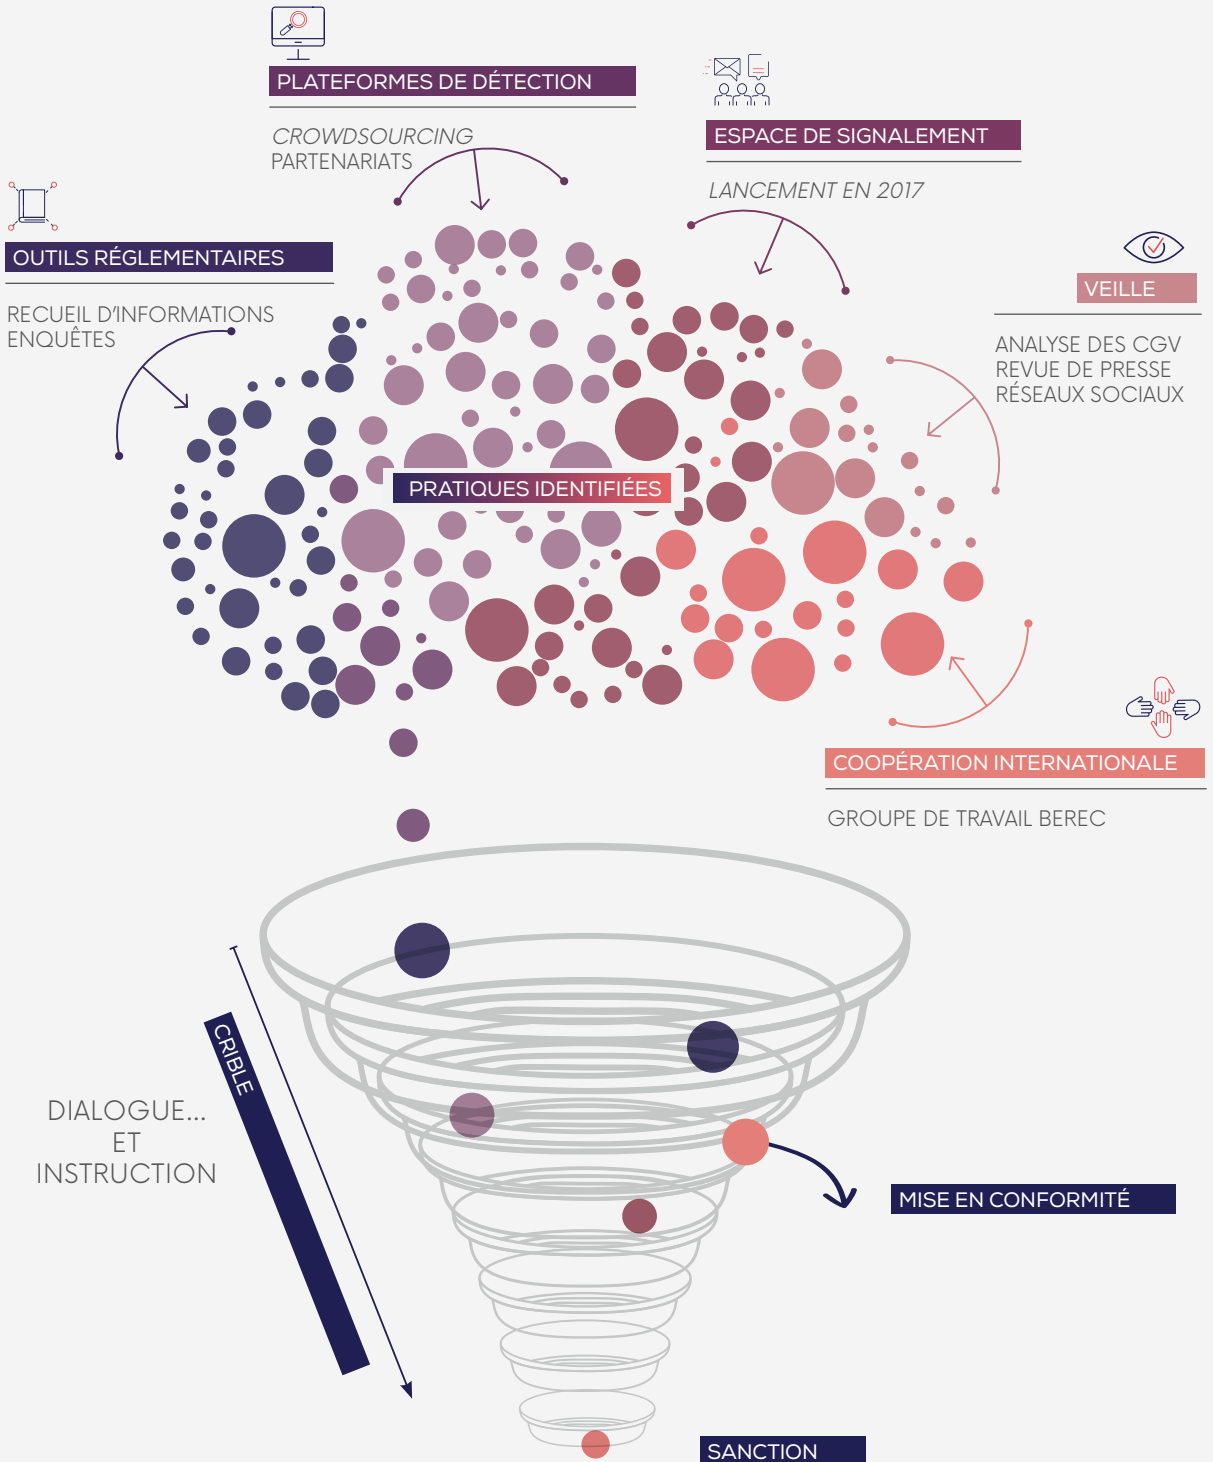 PLATEFORMES DE DÉTECTION
CROWDSOURCING
PARTENARIATS
ESPACE DE SIGNALEMENT
LANCEMENT EN 2017
OUTILS RÉGLEMENTAIRES
RECUEIL D'INFORMATIONS
ENQUÊTES
VEILLE
ANALYSE DES CGV
REVUE DE PRESSE
RÉSEAUX SOCIAUX
PRATIQUES IDENTIFIÉES
COOPÉRATION INTERNATIONALE
GROUPE DE TRAVAIL BEREC
CRIBLE
DIALOGUE...
ET
INSTRUCTION
MISE EN CONFORMITÉ
SANCTION